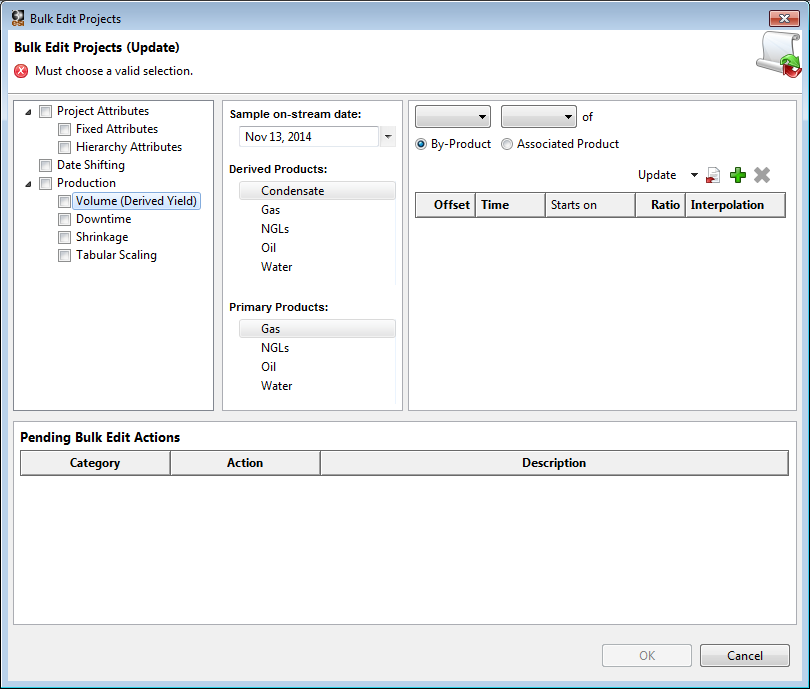 Bulk Edit Projects
Bulk Edit Projects (Update)
Must choose a valid selection.
Project Attributes
Fixed Attributes
Hierarchy Attributes
Date Shifting
Production
Volume (Derived Yield)
Downtime
Shrinkage
Tabular Scaling
Sample on-stream date:
Nov 13, 2014
Derived Products:
Condensate
Gas
NGLs
Oil
Water
Primary Products:
Gas
NGLs
Oil
Water
of
By-Product Associated Product
Update
Offset Time Starts on Ratio Interpolation
Pending Bulk Edit Actions
Category Action Description
OK Cancel